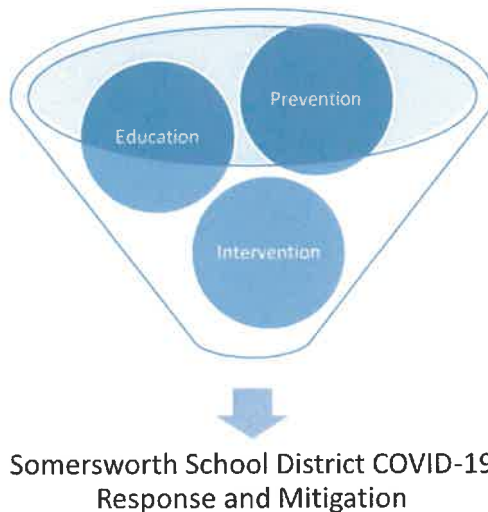 Prevention
Education
Intervention
Somersworth School District COVID-19
Response and Mitigation